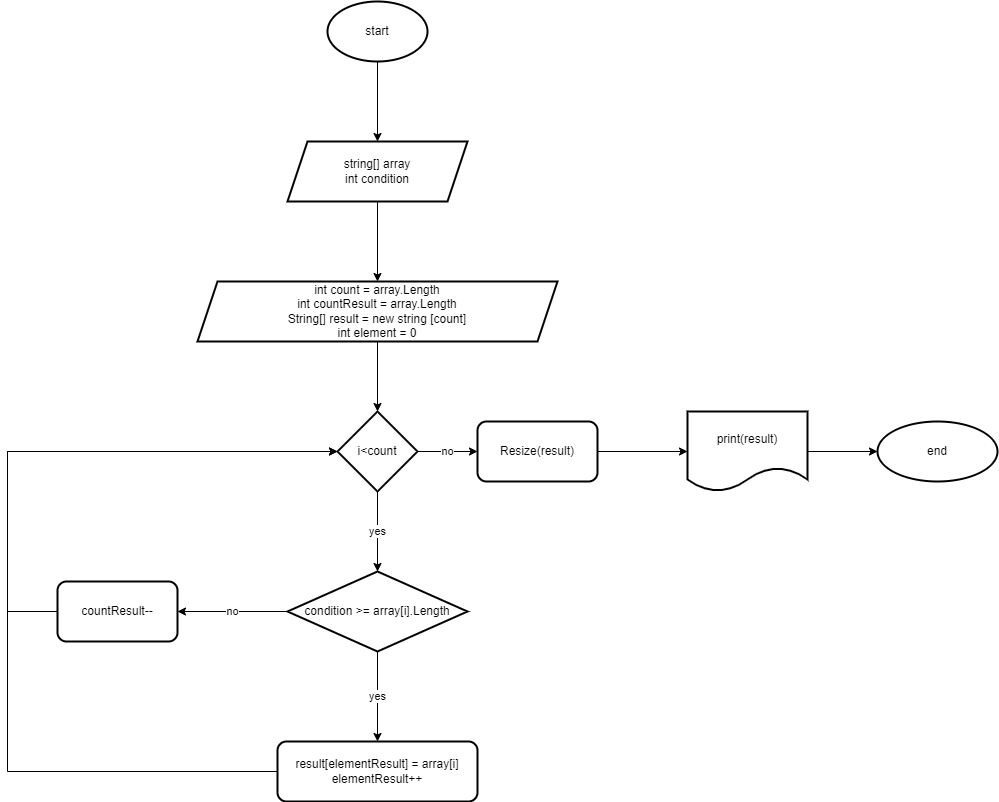 start
string[] array
int condition
int count = array.Length
int countResult = array.Length
String[] result = new string [count]
int element = 0
i<count
no
Resize(result)
print(result)
end
yes
condition >= array[i].Length
no
countResult--
yes
result[elementResult] = array[i]
elementResult++